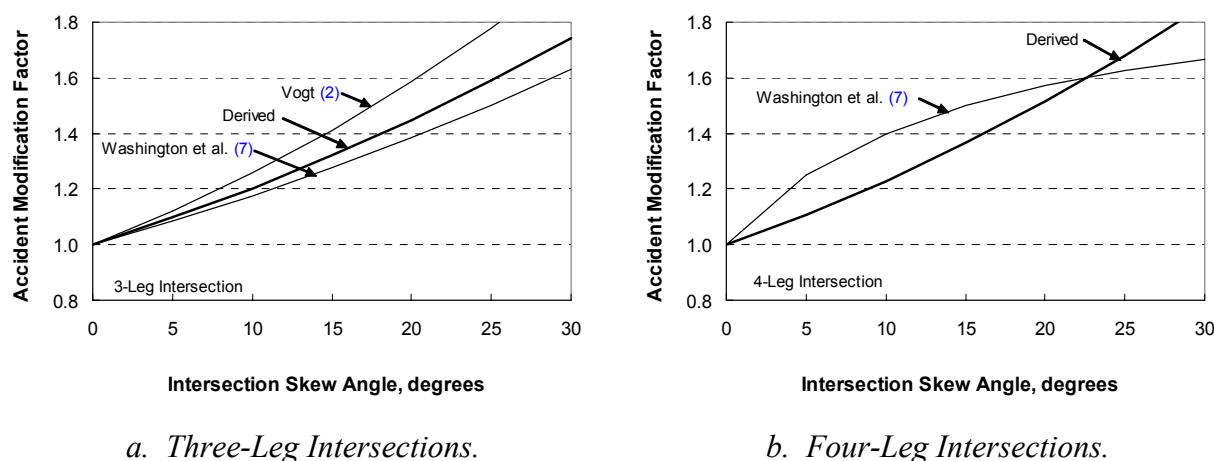 1.8
1.6
1.4
1.2
1.0
0.8
Accident Modification Factor
Vogt (2)
Derived
Washington et al. (7)
3-Leg Intersection
0 5 10 15 20 25 30
Intersection Skew Angle, degrees
a. Three-Leg Intersections.
1.8
1.6
1.4
1.2
1.0
0.8
Accident Modification Factor
Derived
Washington et al. (7)
4-Leg Intersection
0 5 10 15 20 25 30
Intersection Skew Angle, degrees
b. Four-Leg Intersections.